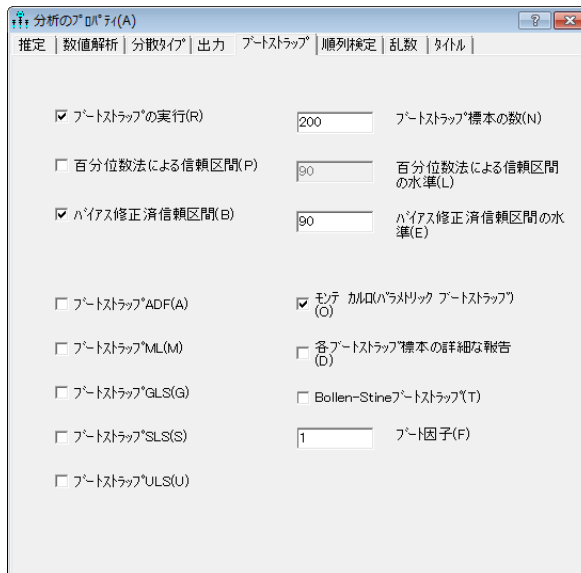 分析のﾌﾟﾛﾊﾟﾃｨ(A)
推定 数値解析 分散ﾀｲﾌﾟ 出力 ﾌﾞｰﾄｽﾄﾗｯﾌﾟ 順列検定 乱数 ﾀｲﾄﾙ
ﾌﾞｰﾄｽﾄﾗｯﾌﾟの実行(R)
200 ﾌﾞｰﾄｽﾄﾗｯﾌﾟ標本の数(N)
百分位数法による信頼区間(P)
90 百分位数法による信頼区間
の水準(L)
ﾊﾞｲｱｽ修正済信頼区間(B)
90 ﾊﾞｲｱｽ修正済信頼区間の水
準(E)
ﾌﾞｰﾄｽﾄﾗｯﾌﾟADF(A)
ﾓﾝﾃ ｶﾙﾛ(ﾊﾟﾗﾒﾄﾘｯｸ ﾌﾞｰﾄｽﾄﾗｯﾌﾟ)
(O)
ﾌﾞｰﾄｽﾄﾗｯﾌﾟML(M)
各ﾌﾞｰﾄｽﾄﾗｯﾌﾟ標本の詳細な報告
(D)
ﾌﾞｰﾄｽﾄﾗｯﾌﾟGLS(G)
Bollen-Stineﾌﾞｰﾄｽﾄﾗｯﾌﾟ(T)
ﾌﾞｰﾄｽﾄﾗｯﾌﾟSLS(S)
1 ﾌﾞｰﾄ因子(F)
ﾌﾞｰﾄｽﾄﾗｯﾌﾟULS(U)